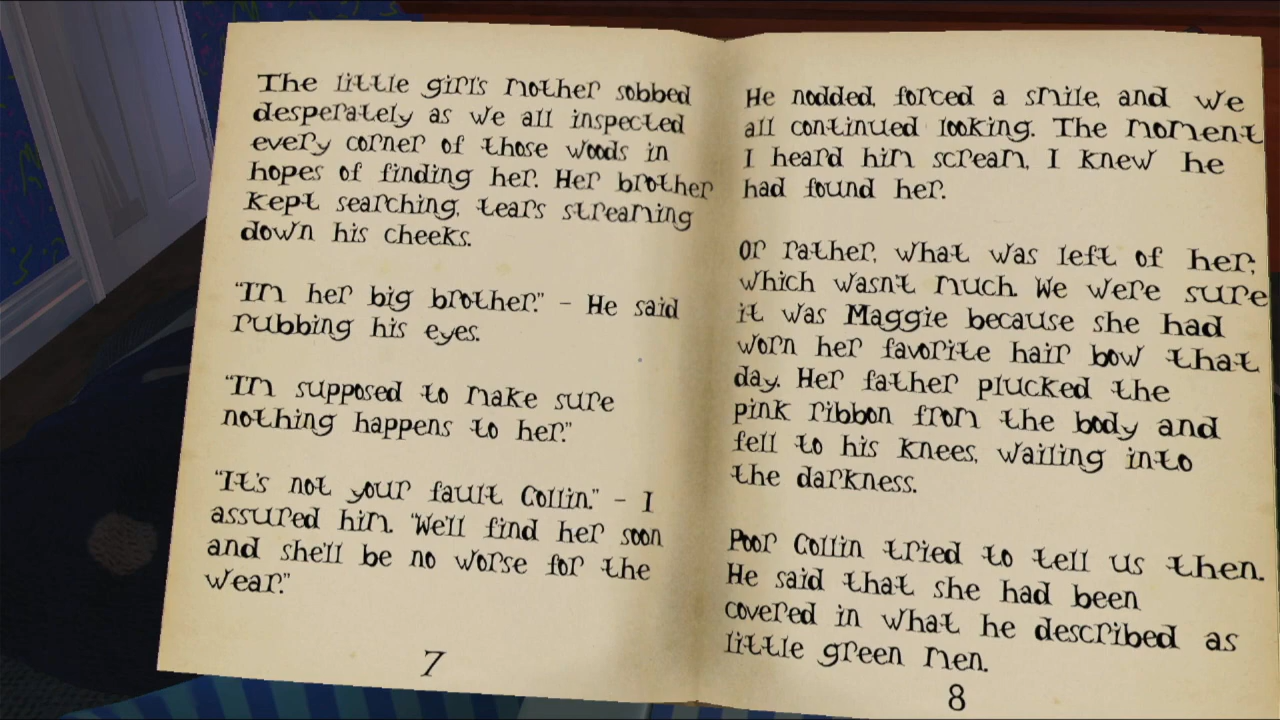 The little girl's mother sobbed
desperately as we all inspected
every corner of those woods in
hopes of finding her. Her brother
kept searching, tears streaming
down his cheeks.
"I'm her big brother." - He said
rubbing his eyes.
"I'm supposed to make sure
nothing happens to her."
"It's not your fault Collin." - I
assured him. "We'll find her soon
and she'll be no worse for the
wear."
7
He nodded, forced a smile, and we
all continued looking. The moment
I heard him scream, I knew he
had found her.
Or rather, what was left of her;
which wasn't much. We were sure
it was Maggie because she had
worn her favorite hair bow that
day. Her father plucked the
pink ribbon from the body and
fell to his knees, wailing into
the darkness.
Poor Collin tried to tell us then.
He said that she had been
covered in what he described as
little green men.
8